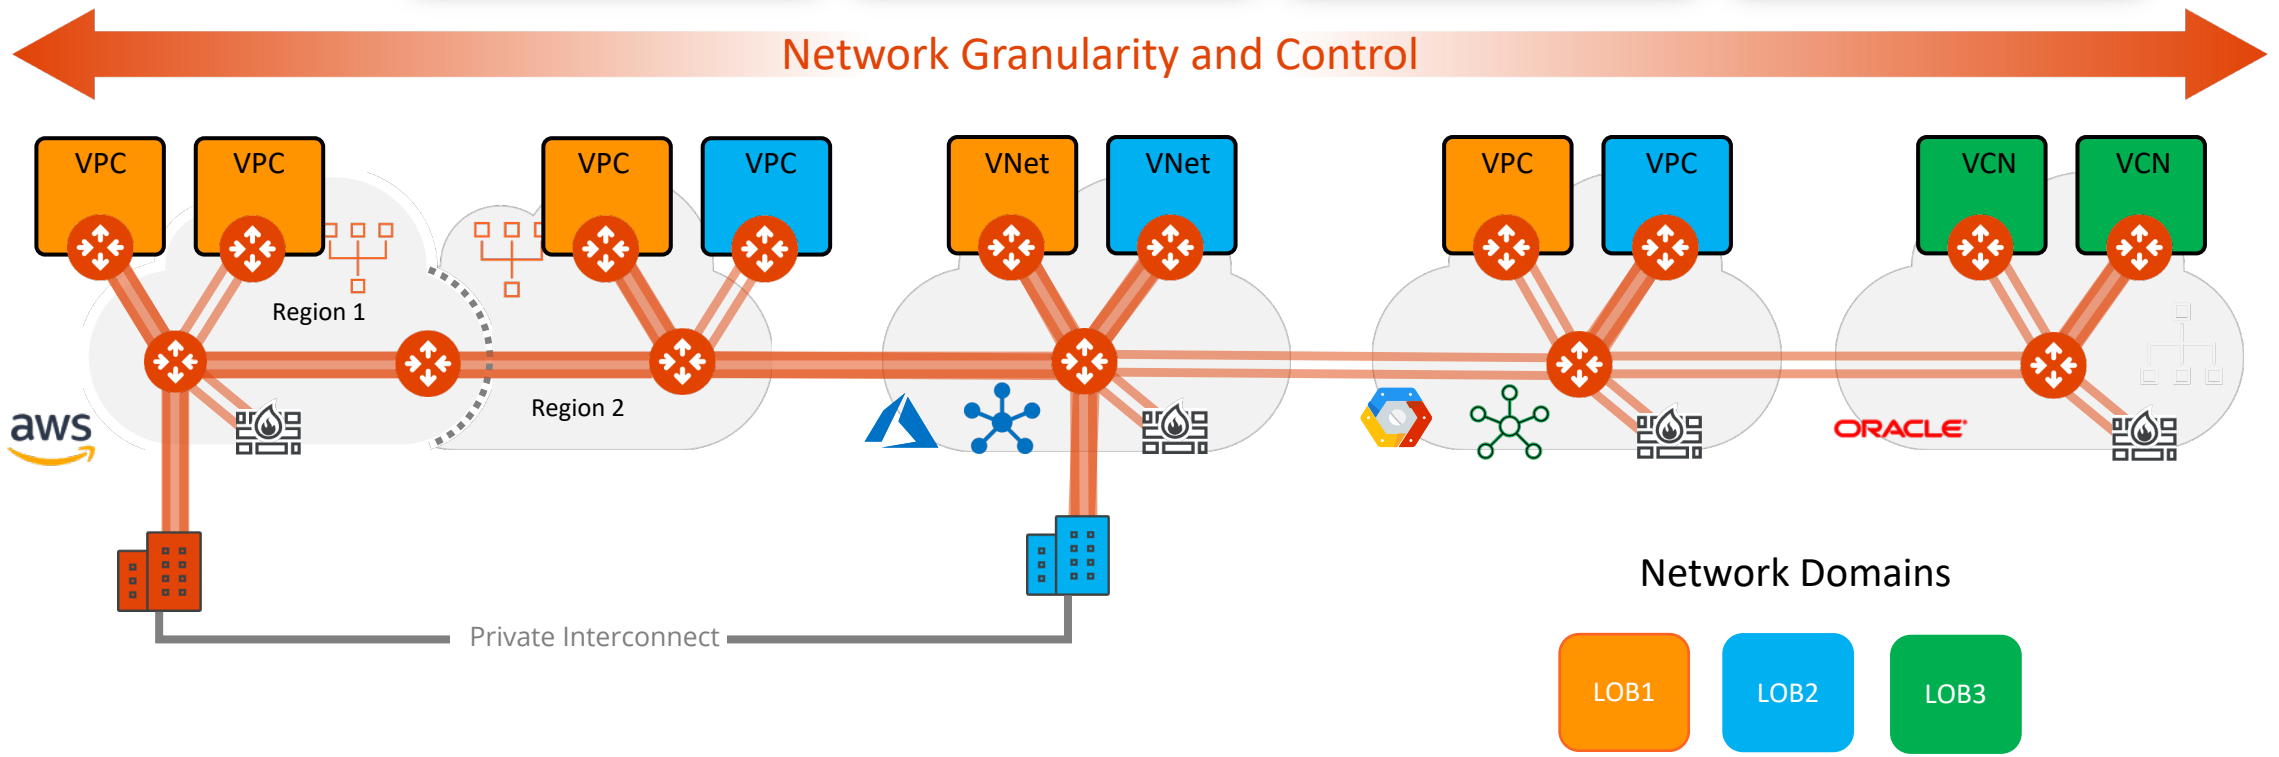 Network Granularity and Control
VPC
VPC
VPC
VPC
VNet
VNet
VPC
VPC
VCN
VCN
Region 1
Region 2
aws
ORACLE
Private Interconnect
Network Domains
LOB1
LOB2
LOB3